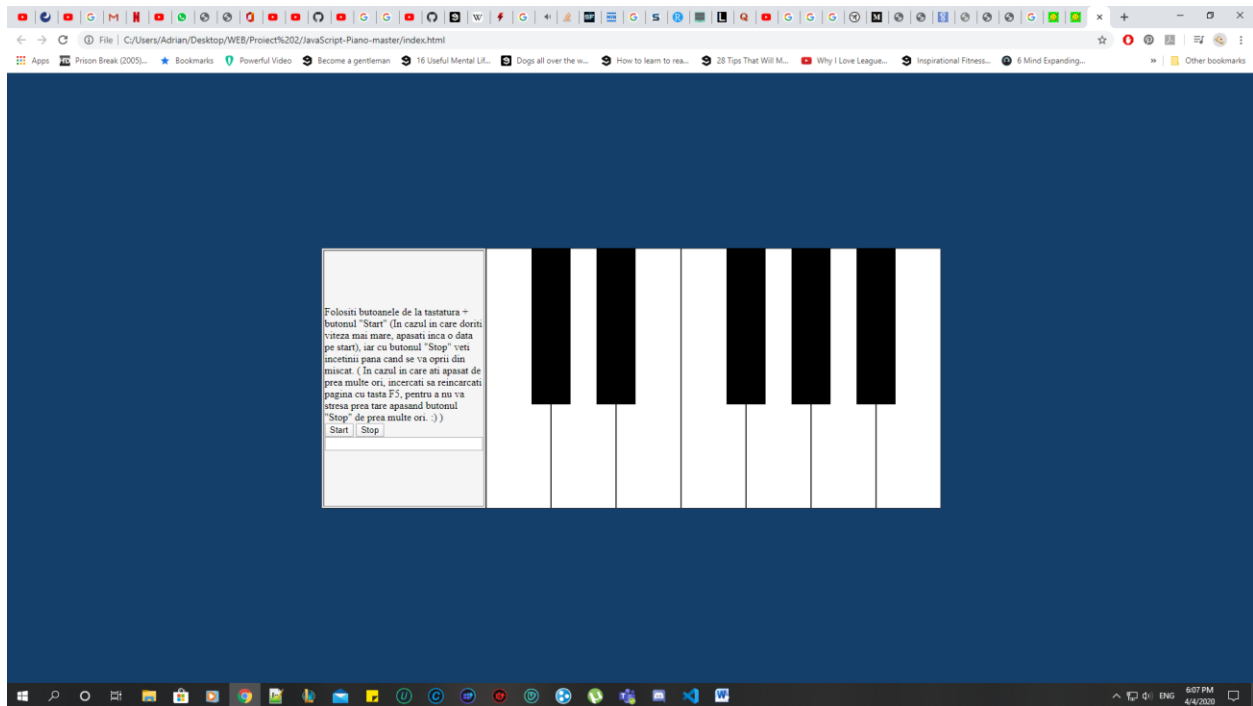 File | C:/Users/Adrian/Desktop/WEB/Proiect%202/JavaScript-Piano-master/index.html
Apps Prison Break (2005)... Bookmarks Powerful Video Become a gentleman 16 Useful Mental Lif... Dogs all over the w... How to learn to rea... 28 Tips That Will M... Why I Love League... Inspirational Fitness... 6 Mind Expanding... » Other bookmarks
Folositi butoanele de la tastatura +
butonul "Start" (In cazul in care doriti
viteza mai mare, apasati inca o data
pe start), iar cu butonul "Stop" veti
incetinii pana cand se va oprii din
miscat. ( In cazul in care ati apasat de
prea multe ori, incercati sa reincarcati
pagina cu tasta F5, pentru a nu va
stresa prea tare apasand butonul
"Stop" de prea multe ori. :) )
Start Stop
ENG 6:07 PM
4/4/2020